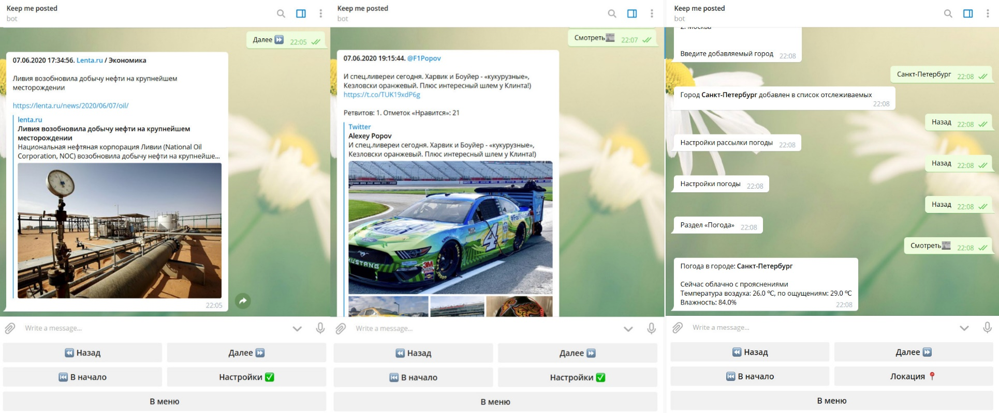 Keep me posted
bot
Далее ⏩ 22:05
07.06.2020 17:34:56. Lenta.ru / Экономика
Ливия возобновила добычу нефти на крупнейшем
месторождении
https://lenta.ru/news/2020/06/07/oil/
lenta.ru
Ливия возобновила добычу нефти на крупнейшем
месторождении
Национальная нефтяная корпорация Ливии (National Oil
Corporation, NOC) возобновила добычу нефти на крупнейше...
22:05
Write a message...
⏪ Назад
Далее ⏩
⏮ В начало
Настройки ✅
В меню
Keep me posted
bot
Смотреть📰 22:07
07.06.2020 19:15:44. @F1Popov
И спец.ливереи сегодня. Харвик и Боуйер - «кукурузные»,
Кезловски оранжевый. Плюс интересный шлем у Клинта!)
https://t.co/TUK19xdP6g
Ретвитов: 1. Отметок «Нравится»: 21
Twitter
Alexey Popov
И спец.ливереи сегодня. Харвик и Боуйер - «кукурузные»,
Кезловски оранжевый. Плюс интересный шлем у Клинта!)
4
MUSTANG
3M
Write a message...
⏪ Назад
Далее ⏩
⏮ В начало
Настройки ✅
В меню
Keep me posted
bot
2. Москва
Введите добавляемый город 22:08
Санкт-Петербург 22:08
Город Санкт-Петербург добавлен в список отслеживаемых
22:08
Назад 22:08
Настройки рассылки погоды 22:08
Назад 22:08
Настройки погоды 22:08
Назад 22:08
Раздел «Погода» 22:08
Смотреть📰 22:08
Погода в городе: Санкт-Петербург
Сейчас облачно с прояснениями
Температура воздуха: 26.0 ºC, по ощущениям: 29.0 ºC
Влажность: 84.0%
22:08
Write a message...
⏪ Назад
Далее ⏩
⏮ В начало
Локация 📍
В меню